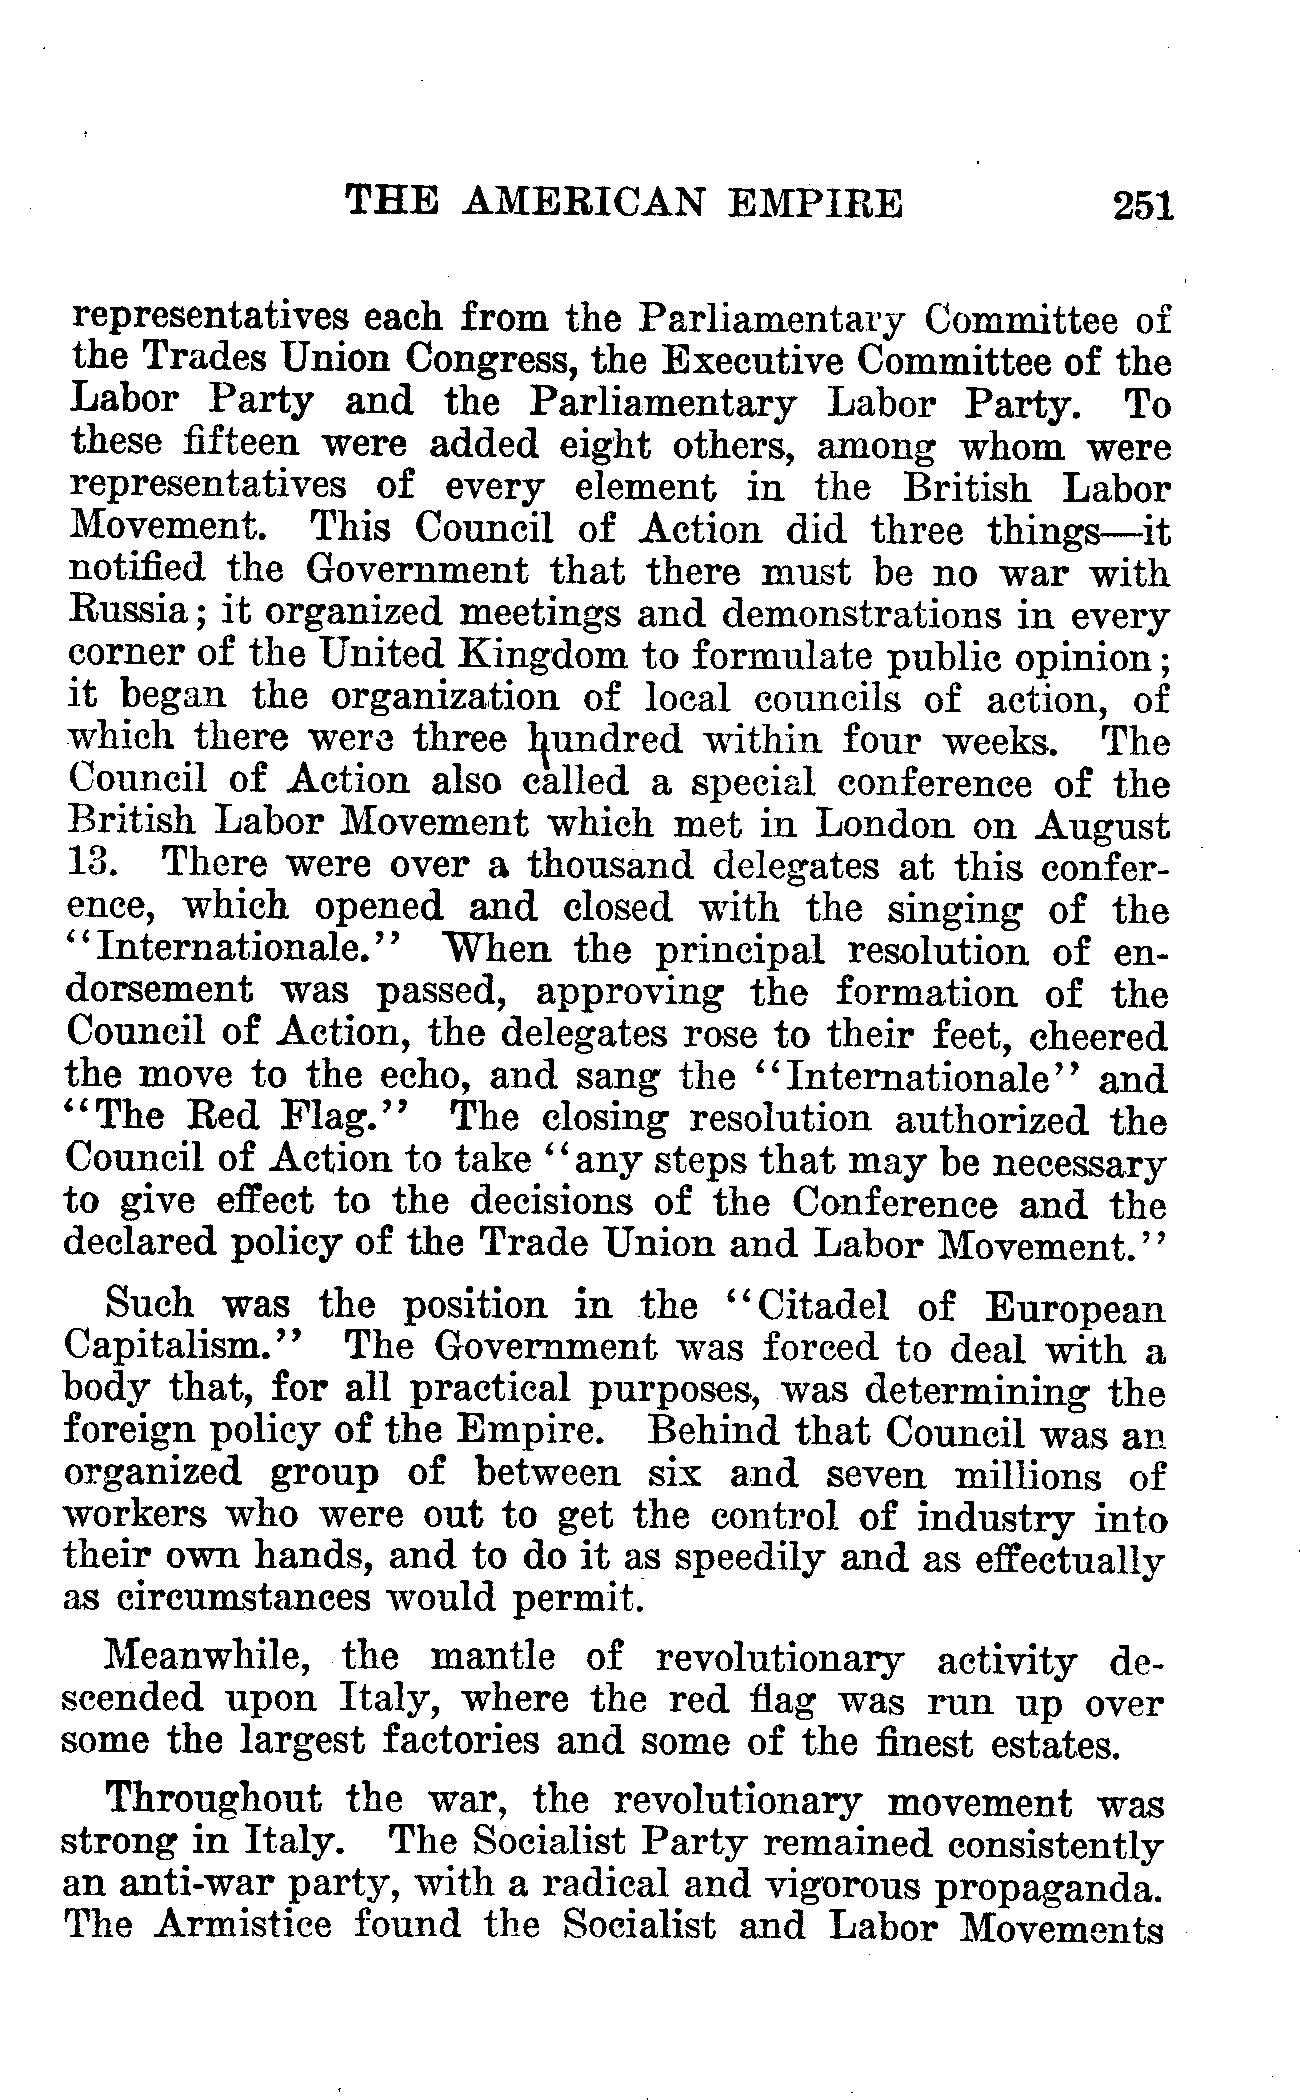 THE AMERICAN EMPIRE 251
representatives each from the Parliamentary Committee of
the Trades Union Congress, the Executive Committee of the
Labor Party and the Parliamentary Labor Party. To
these fifteen were added eight others, among whom were
representatives of every element in the British Labor
Movement. This Council of Action did three things—it
notified the Government that there must be no war with
Russia; it organized meetings and demonstrations in every
corner of the United Kingdom to formulate public opinion;
it began the organization of local councils of action, of
which there were three hundred within four weeks. The
Council of Action also called a special conference of the
British Labor Movement which met in London on August
13. There were over a thousand delegates at this confer-
ence, which opened and closed with the singing of the
"Internationale." When the principal resolution of en-
dorsement was passed, approving the formation of the
Council of Action, the delegates rose to their feet, cheered
the move to the echo, and sang the "Internationale" and
"The Red Flag." The closing resolution authorized the
Council of Action to take "any steps that may be necessary
to give effect to the decisions of the Conference and the
declared policy of the Trade Union and Labor Movement."
Such was the position in the "Citadel of European
Capitalism." The Government was forced to deal with a
body that, for all practical purposes, was determining the
foreign policy of the Empire. Behind that Council was an
organized group of between six and seven millions of
workers who were out to get the control of industry into
their own hands, and to do it as speedily and as effectually
as circumstances would permit.
Meanwhile, the mantle of revolutionary activity de-
scended upon Italy, where the red flag was run up over
some the largest factories and some of the finest estates.
Throughout the war, the revolutionary movement was
strong in Italy. The Socialist Party remained consistently
an anti-war party, with a radical and vigorous propaganda.
The Armistice found the Socialist and Labor Movements